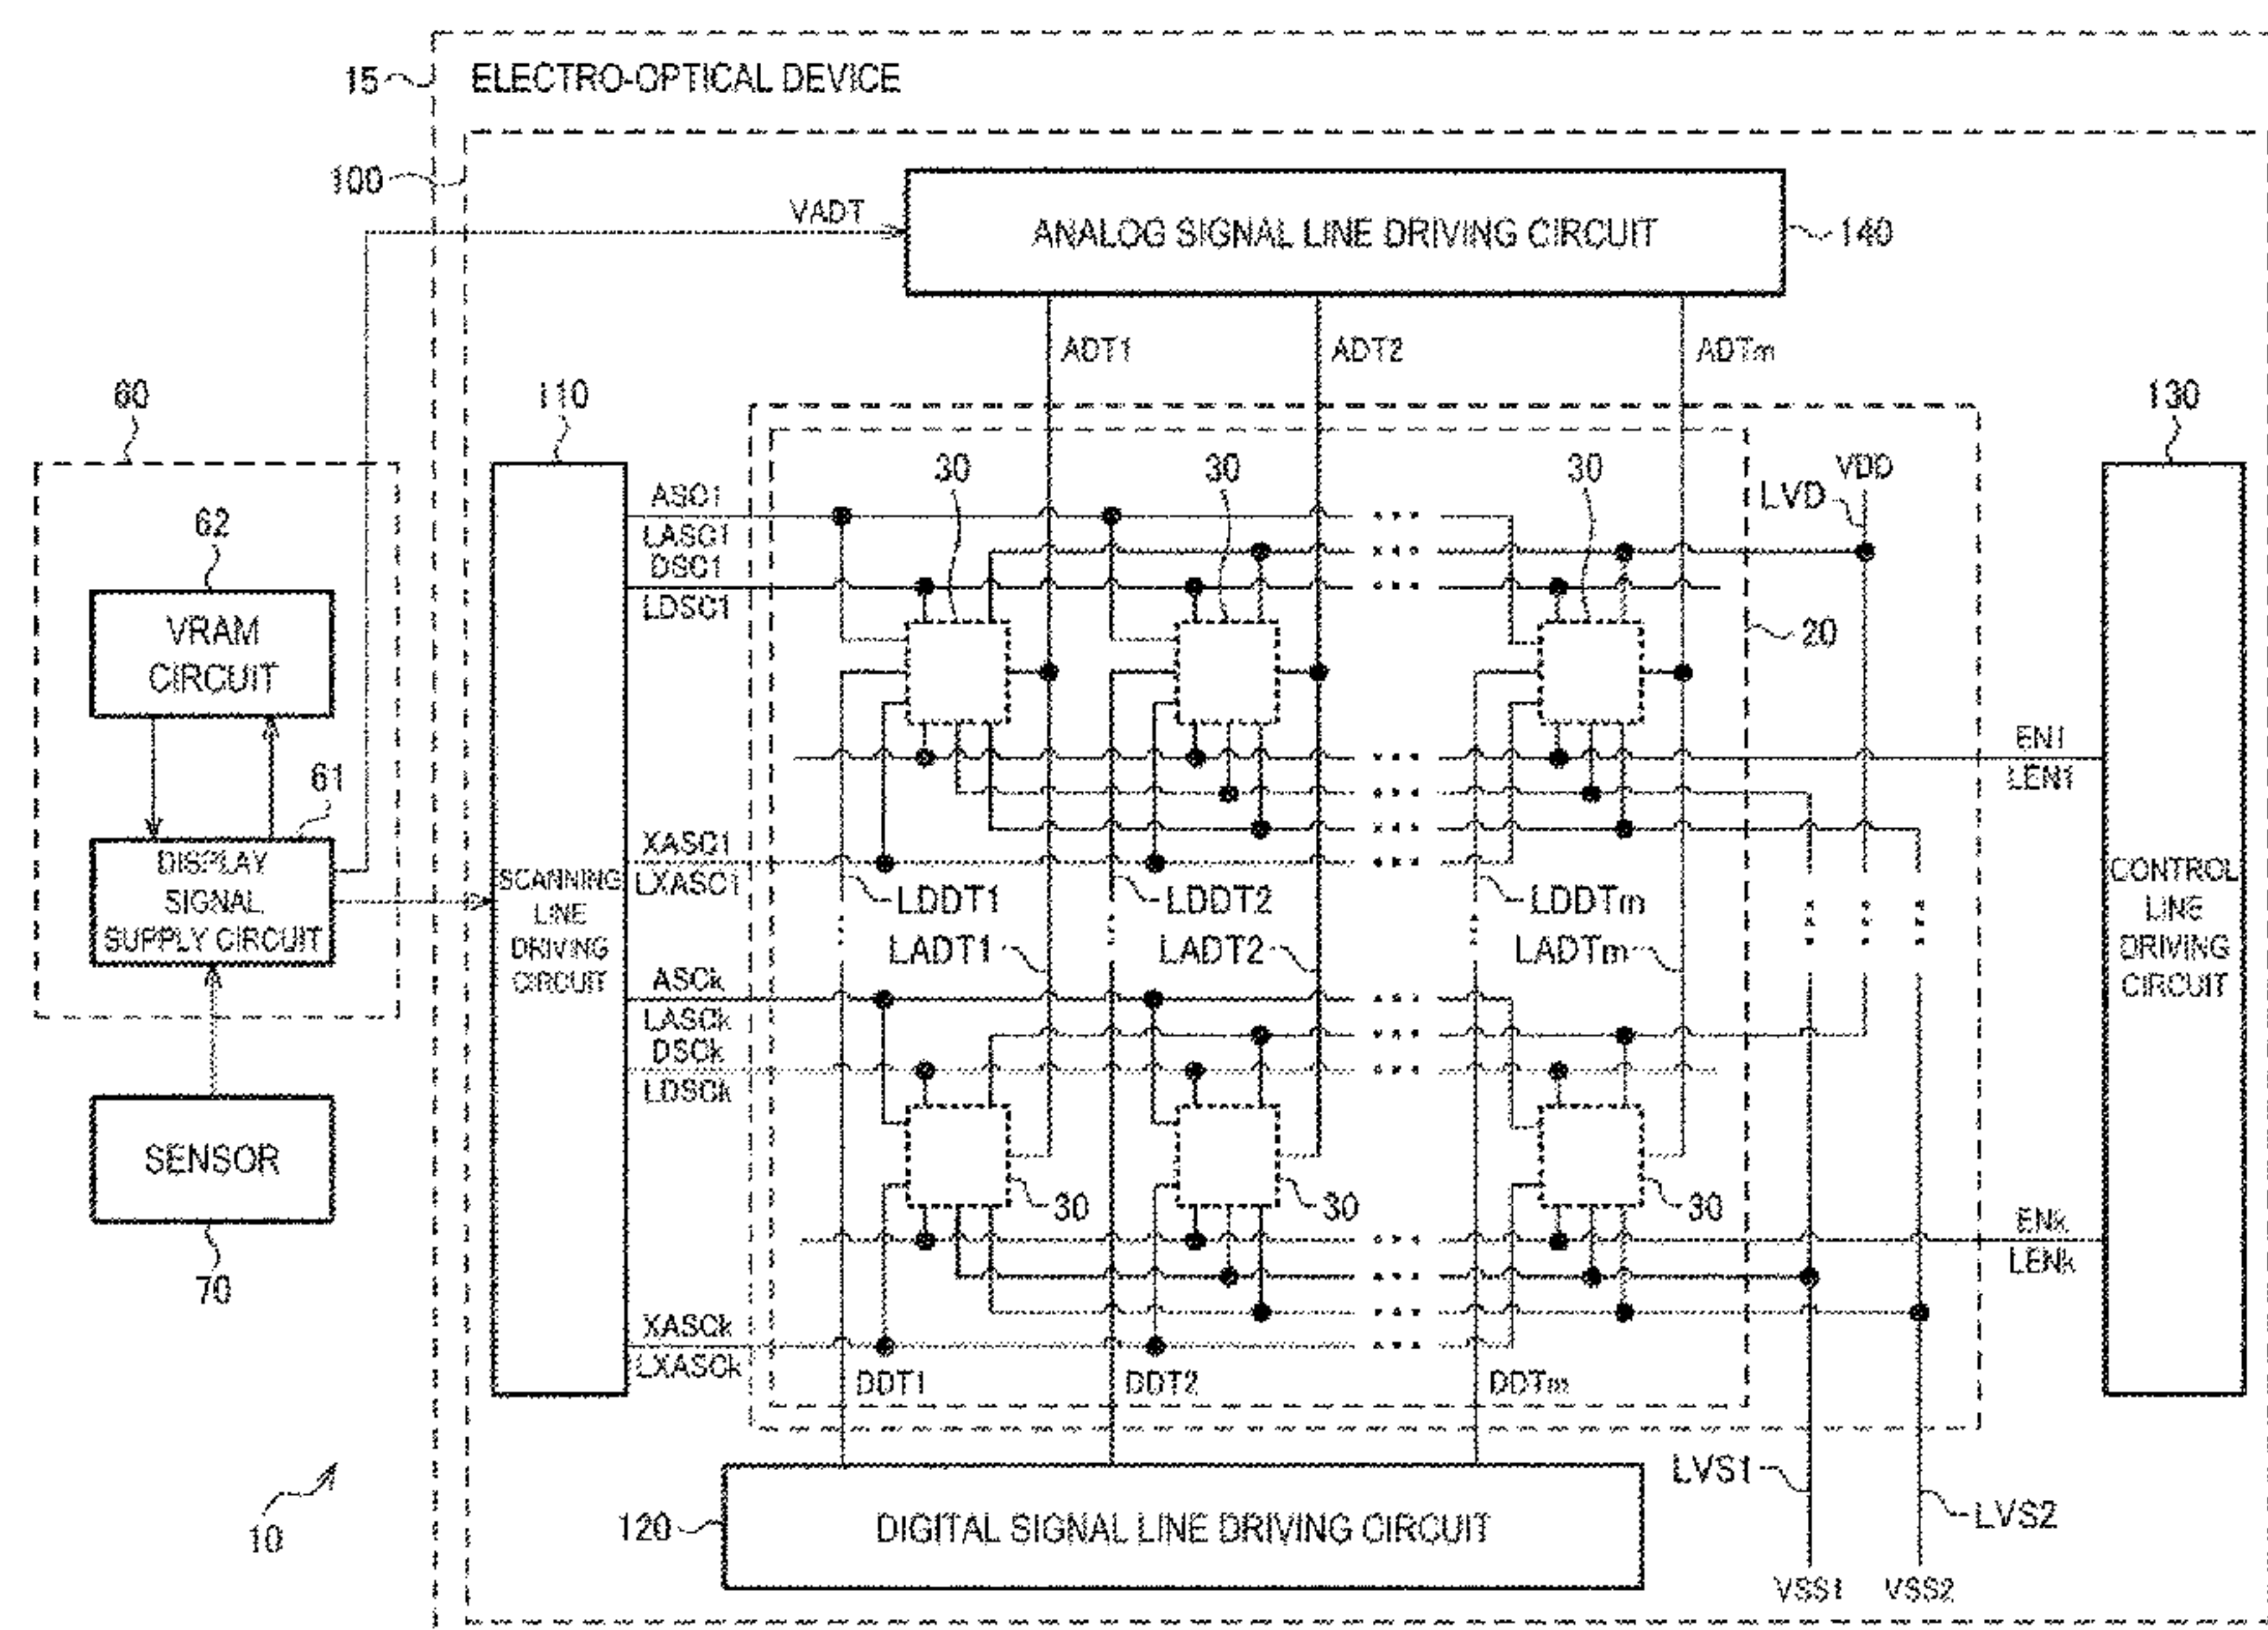 15
ELECTRO-OPTICAL DEVICE
100
VADT
ANALOG SIGNAL LINE DRIVING CIRCUIT
140
ADT1
ADT2
ADTm
60
110
130
30
30
30
VDD
LVD
ASC1
LASC1
DSC1
LDSC1
62
VRAM
CIRCUIT
20
61
EN1
LEN1
DISPLAY
SIGNAL
SUPPLY CIRCUIT
XASC1
LXASC1
SCANNING
LINE
DRIVING
CIRCUIT
LDDT1
LDDT2
LDDTm
CONTROL
LINE
DRIVING
CIRCUIT
LADT1
LADT2
LADTm
ASCk
LASCk
DSCk
LDSCk
SENSOR
70
30
30
30
ENk
LENk
XASCk
LXASCk
DDT1
DDT2
DDTm
LVS1
LVS2
10
120
DIGITAL SIGNAL LINE DRIVING CIRCUIT
VSS1
VSS2